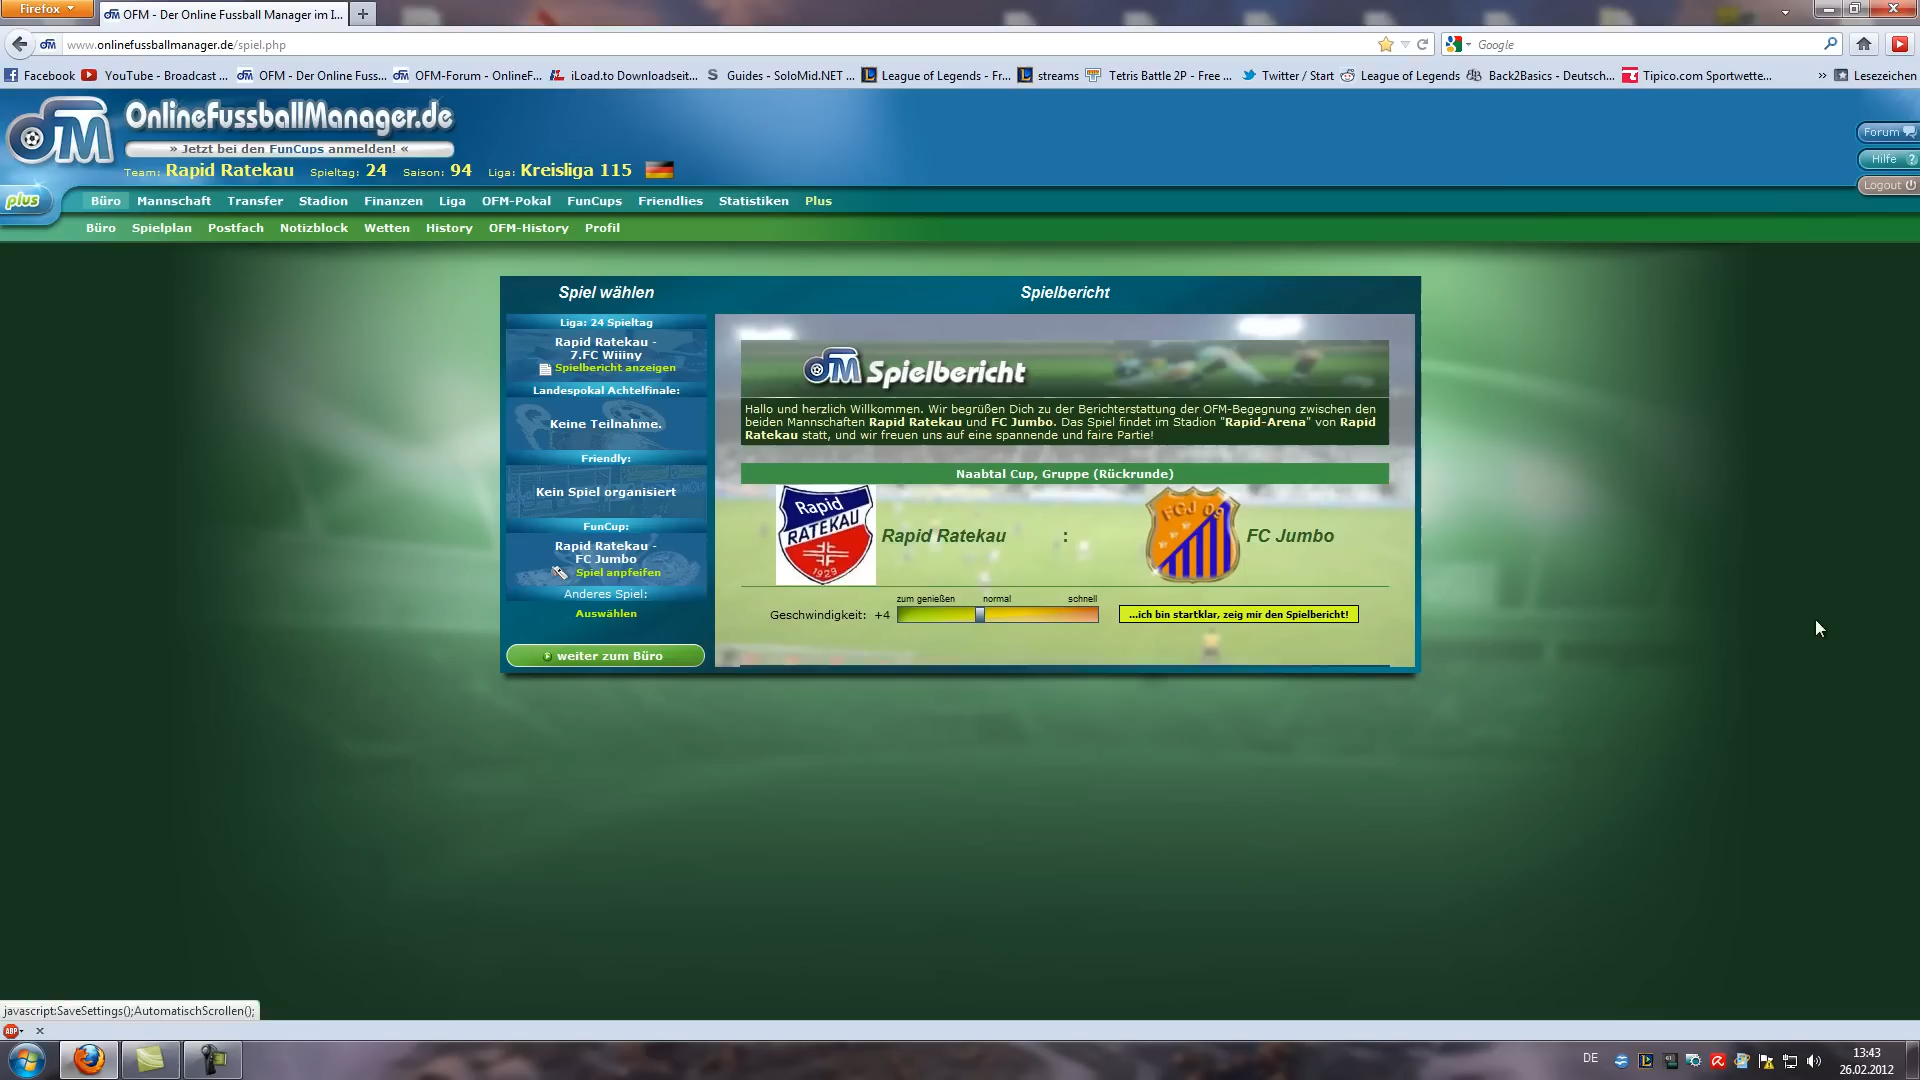 Firefox
OFM - Der Online Fussball Manager im I...
www.onlinefussballmanager.de/spiel.php
Google
Facebook
YouTube - Broadcast ...
OFM - Der Online Fuss...
OFM-Forum - OnlineF...
iLoad.to Downloadseit...
Guides - SoloMid.NET ...
League of Legends - Fr...
streams
Tetris Battle 2P - Free ...
Twitter / Start
League of Legends
Back2Basics - Deutsch...
Tipico.com Sportwette...
» Lesezeichen
OFM
OnlineFussballManager.de
» Jetzt bei den FunCups anmelden! «
Team: Rapid Ratekau Spieltag: 24 Saison: 94 Liga: Kreisliga 115
Forum
Hilfe ?
Logout
plus
Büro Mannschaft Transfer Stadion Finanzen Liga OFM-Pokal FunCups Friendlies Statistiken Plus
Büro Spielplan Postfach Notizblock Wetten History OFM-History Profil
Spiel wählen
Liga: 24 Spieltag
Rapid Ratekau -
7.FC Wiiiny
Spielbericht anzeigen
Landespokal Achtelfinale:
Keine Teilnahme.
Friendly:
Kein Spiel organisiert
FunCup:
Rapid Ratekau -
FC Jumbo
Spiel anpfeifen
Anderes Spiel:
Auswählen
weiter zum Büro
Spielbericht
OFM Spielbericht
Hallo und herzlich Willkommen. Wir begrüßen Dich zu der Berichterstattung der OFM-Begegnung zwischen den
beiden Mannschaften Rapid Ratekau und FC Jumbo. Das Spiel findet im Stadion "Rapid-Arena" von Rapid
Ratekau statt, und wir freuen uns auf eine spannende und faire Partie!
Naabtal Cup, Gruppe (Rückrunde)
Rapid
RATEKAU
1929
Rapid Ratekau : FC Jumbo
FCJ 09
zum genießen normal schnell
Geschwindigkeit: +4
...ich bin startklar, zeig mir den Spielbericht!
javascript:SaveSettings();AutomatischScrollen();
ABP
DE
13:43
26.02.2012